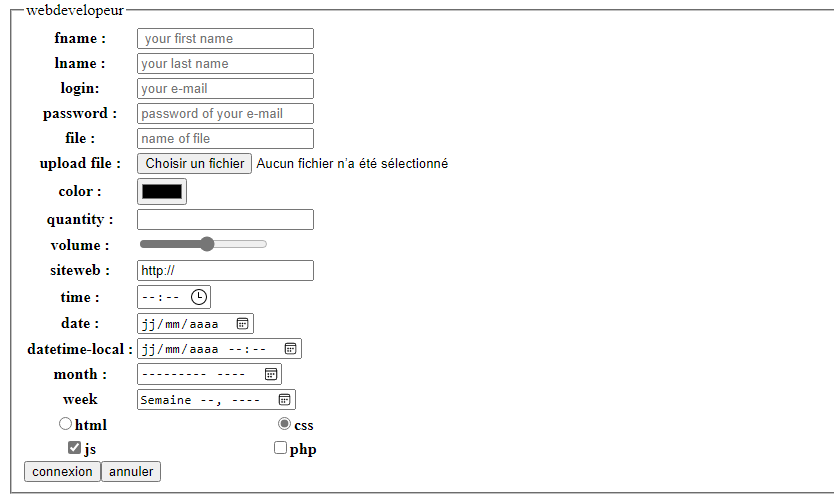 webdevelopeur
fname : your first name
lname : your last name
login: your e-mail
password : password of your e-mail
file : name of file
upload file : Choisir un fichier Aucun fichier n'a été sélectionné
color :
quantity :
volume :
siteweb : http://
time : --:--
date : jj/mm/aaaa
datetime-local : jj/mm/aaaa --:--
month : --------- ----
week Semaine --, ----
html css
js php
connexion annuler